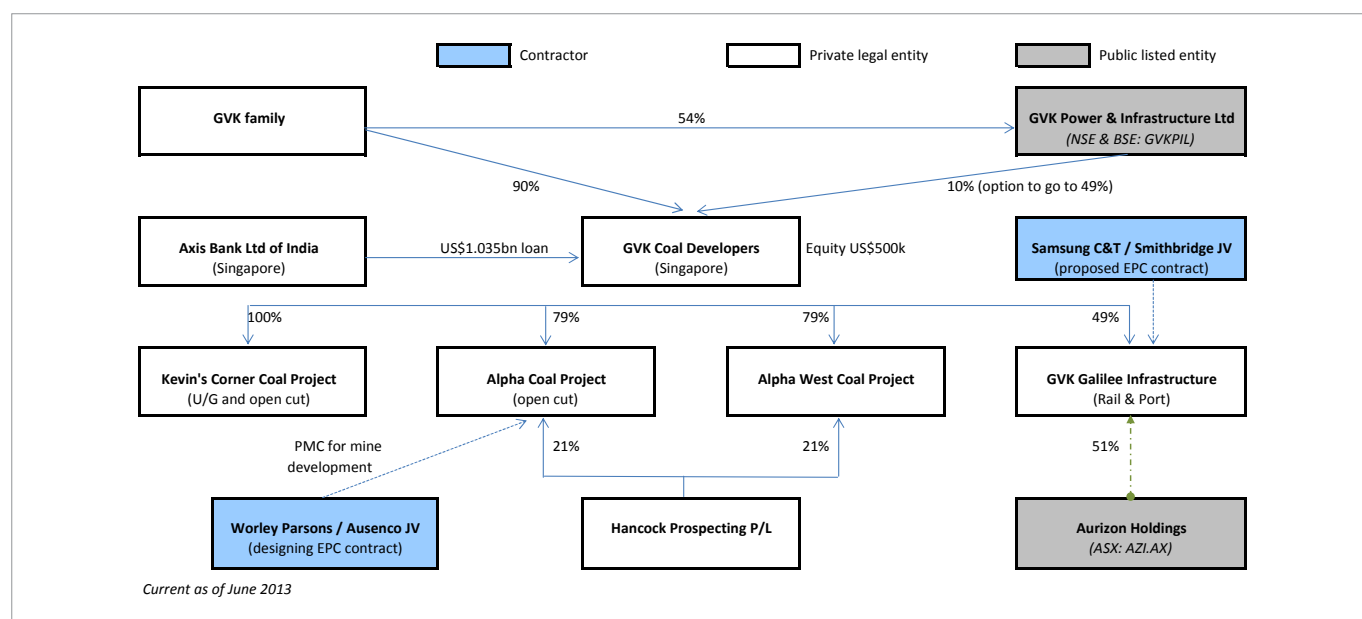 Contractor
Private legal entity
Public listed entity
GVK family
54%
GVK Power & Infrastructure Ltd
(NSE & BSE: GVKPIL)
90%
10% (option to go to 49%)
Axis Bank Ltd of India
(Singapore)
US$1.035bn loan
GVK Coal Developers
(Singapore)
Equity US$500k
Samsung C&T / Smithbridge JV
(proposed EPC contract)
100%
79%
79%
49%
Kevin's Corner Coal Project
(U/G and open cut)
Alpha Coal Project
(open cut)
Alpha West Coal Project
GVK Galilee Infrastructure
(Rail & Port)
PMC for mine
development
21%
21%
51%
Worley Parsons / Ausenco JV
(designing EPC contract)
Hancock Prospecting P/L
Aurizon Holdings
(ASX: AZI.AX)
Current as of June 2013